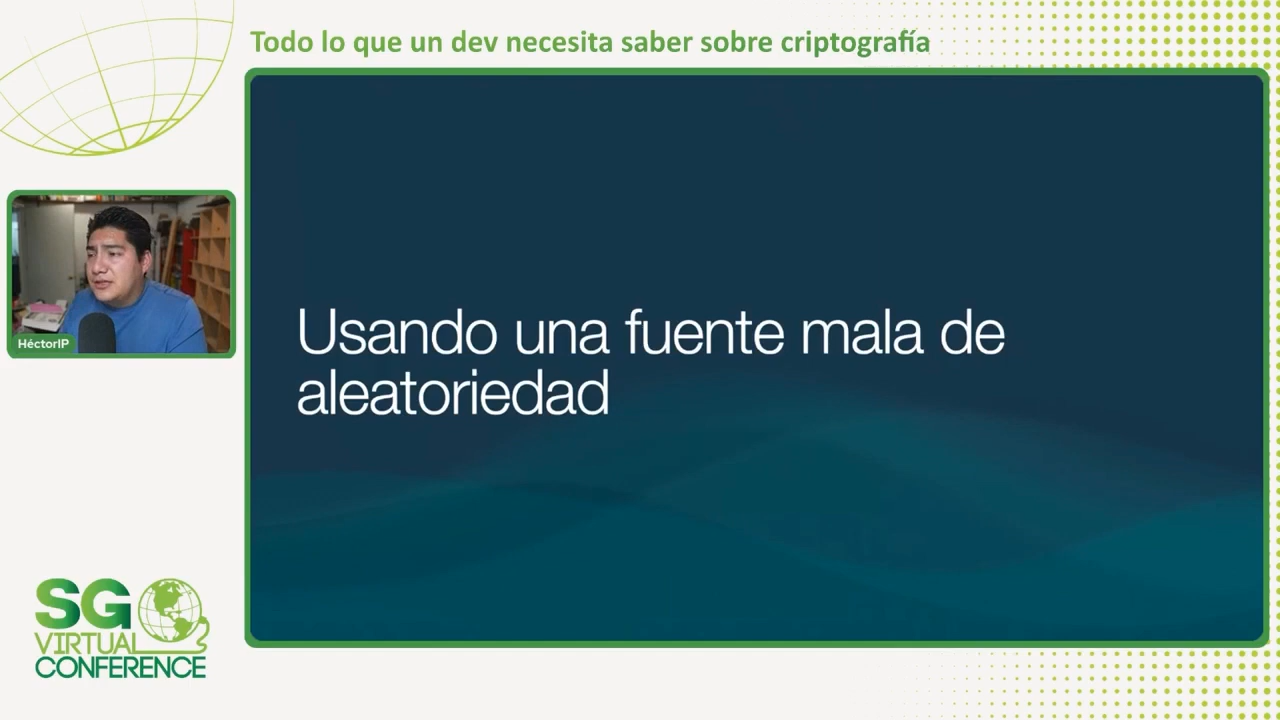 Todo lo que un dev necesita saber sobre criptografía
Usando una fuente mala de
aleatoriedad
HéctorIP
SG
VIRTUAL
CONFERENCE